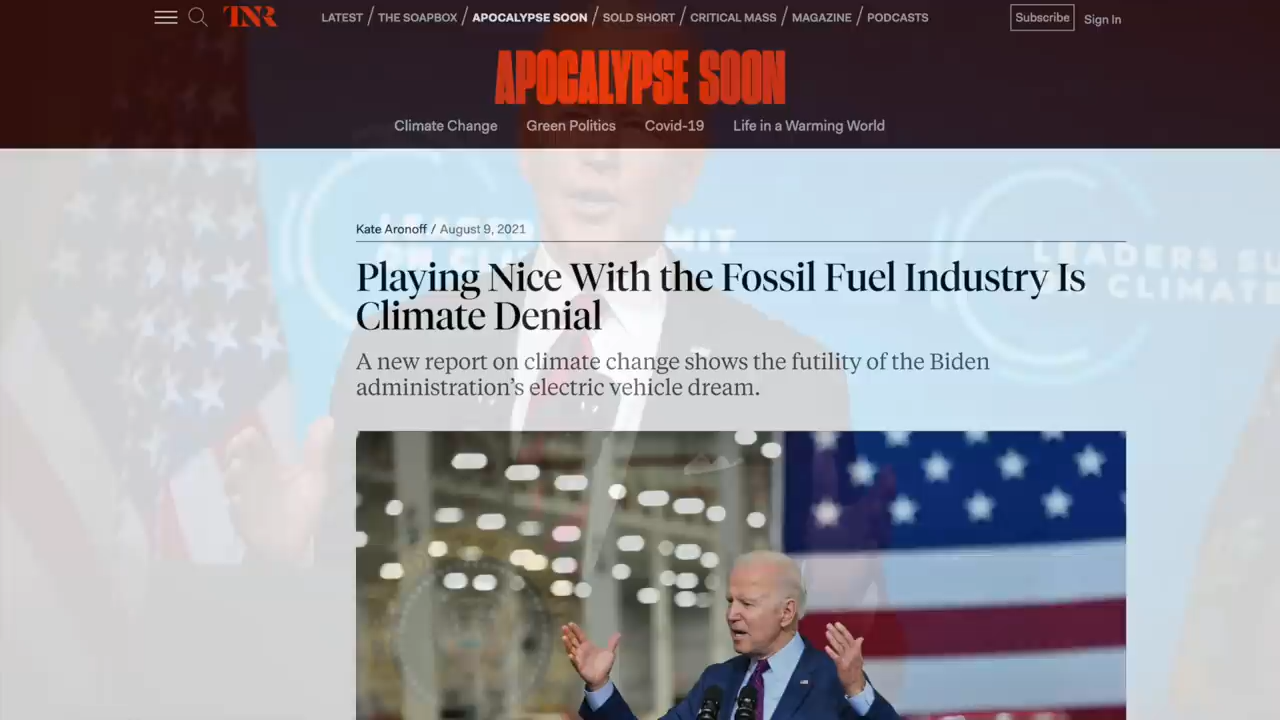 TNR
LATEST / THE SOAPBOX / APOCALYPSE SOON / SOLD SHORT / CRITICAL MASS / MAGAZINE / PODCASTS
Subscribe
Sign In
APOCALYPSE SOON
Climate Change Green Politics Covid-19 Life in a Warming World
Kate Aronoff / August 9, 2021
Playing Nice With the Fossil Fuel Industry Is
Climate Denial
A new report on climate change shows the futility of the Biden
administration's electric vehicle dream.
LEADERS SU
CLIMATE